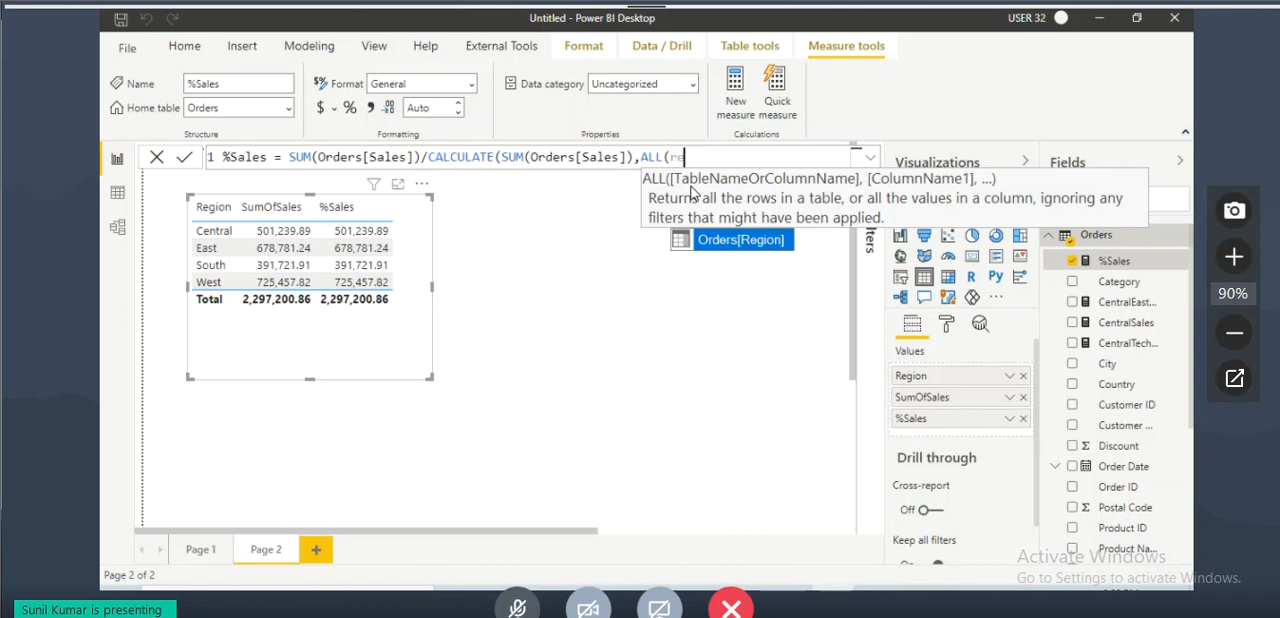 Untitled - Power BI Desktop
USER 32
File
Home
Insert
Modeling
View
Help
External Tools
Format
Data / Drill
Table tools
Measure tools
Name
%Sales
Home table
Orders
Structure
Format
General
$
%
Auto
Formatting
Data category
Uncategorized
Properties
New measure
Quick measure
Calculations
1 %Sales = SUM(Orders[Sales])/CALCULATE(SUM(Orders[Sales]),ALL(re
ALL([TableNameOrColumnName], [ColumnName1], ...)
Returns all the rows in a table, or all the values in a column, ignoring any
filters that might have been applied.
Orders[Region]
Region SumOfSales %Sales
Central 501,239.89 501,239.89
East 678,781.24 678,781.24
South 391,721.91 391,721.91
West 725,457.82 725,457.82
Total 2,297,200.86 2,297,200.86
Visualizations
R
Py
Values
Region
SumOfSales
%Sales
Drill through
Cross-report
Off
Keep all filters
Fields
Orders
%Sales
Category
CentralEast...
CentralSales
CentralTech...
City
Country
Customer ID
Customer ...
Discount
Order Date
Order ID
Postal Code
Product ID
Product Na...
Activate Windows
Go to Settings to activate Windows.
90%
Page 1
Page 2
Page 2 of 2
Sunil Kumar is presenting